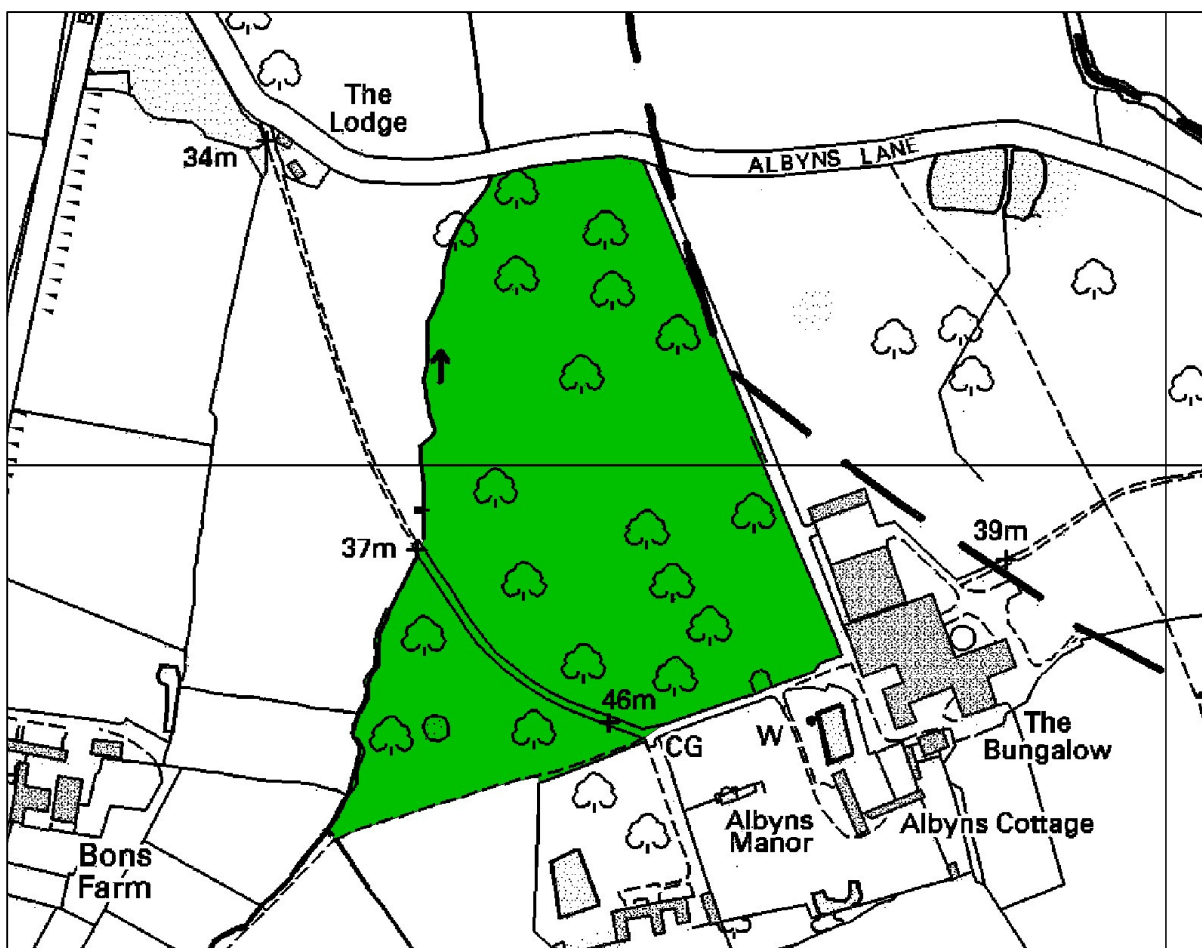 The
Lodge
34m
ALBYNS LANE
37m
39m
46m
CG
W
The
Bungalow
Albyns
Manor
Albyns Cottage
Bons
Farm